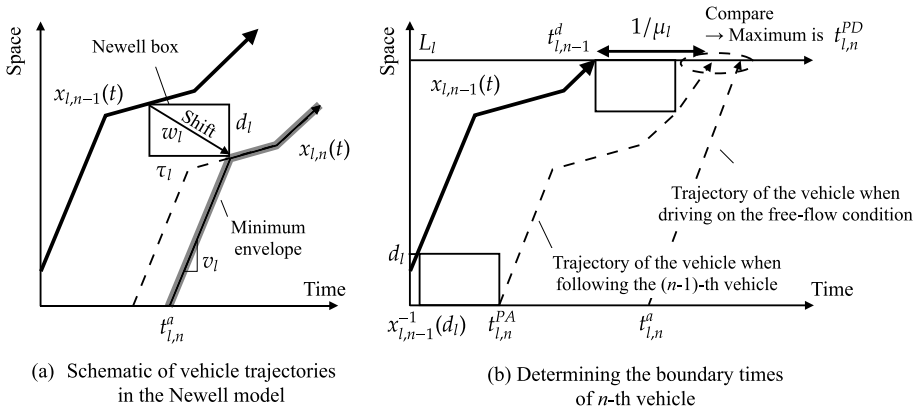 Space
Newell box
x_{l,n−1}(t)
Shift
w_l
d_l
τ_l
x_{l,n}(t)
Minimum
envelope
v_l
Time
t^a_{l,n}
(a) Schematic of vehicle trajectories
in the Newell model
Space
L_l
t^d_{l,n−1}
1/μ_l
Compare
→ Maximum is t^{PD}_{l,n}
x_{l,n−1}(t)
Trajectory of the vehicle when
driving on the free-flow condition
d_l
Trajectory of the vehicle when
following the (n-1)-th vehicle
Time
x^{−1}_{l,n−1}(d_l)
t^{PA}_{l,n}
t^a_{l,n}
(b) Determining the boundary times
of n-th vehicle